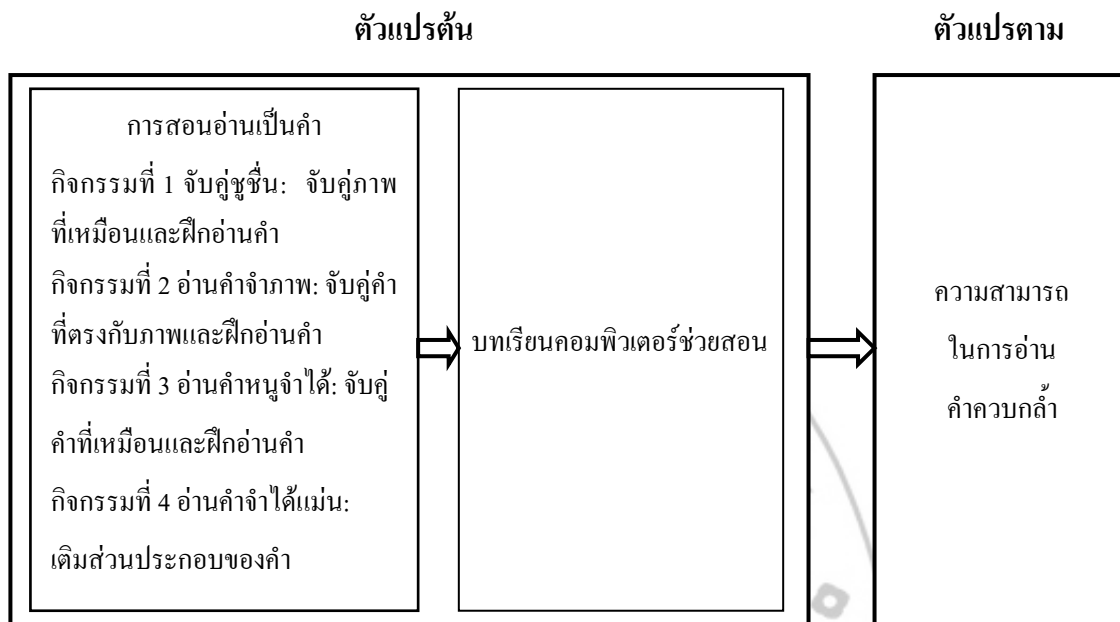 ตัวแปรต้น
ตัวแปรตาม
การสอนอ่านเป็นคำ
กิจกรรมที่ 1 จับคู่ชูชื่น: จับคู่ภาพ
ที่เหมือนและฝึกอ่านคำ
กิจกรรมที่ 2 อ่านคำจำภาพ: จับคู่คำ
ที่ตรงกับภาพและฝึกอ่านคำ
กิจกรรมที่ 3 อ่านคำหนูจำได้: จับคู่
คำที่เหมือนและฝึกอ่านคำ
กิจกรรมที่ 4 อ่านคำจำได้แม่น:
เติมส่วนประกอบของคำ
บทเรียนคอมพิวเตอร์ช่วยสอน
ความสามารถ
ในการอ่าน
คำควบกล้ำ